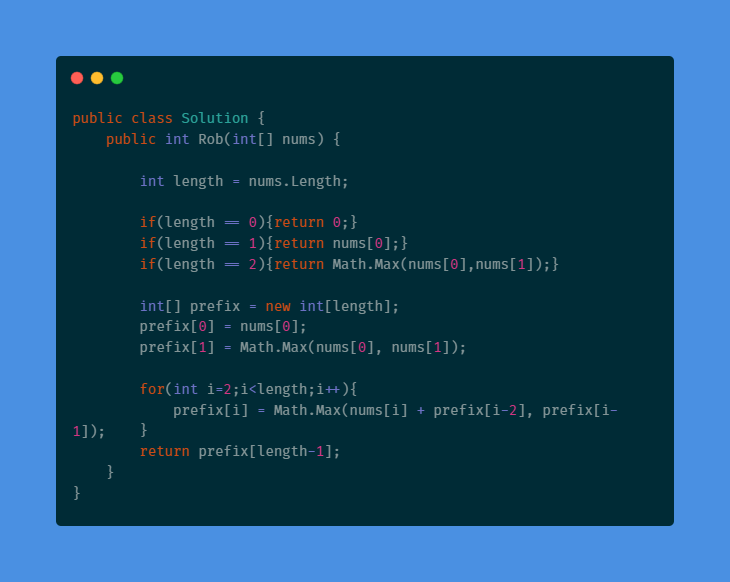 public class Solution {
    public int Rob(int[] nums) {

        int length = nums.Length;

        if(length == 0){return 0;}
        if(length == 1){return nums[0];}
        if(length == 2){return Math.Max(nums[0],nums[1]);}

        int[] prefix = new int[length];
        prefix[0] = nums[0];
        prefix[1] = Math.Max(nums[0], nums[1]);

        for(int i=2;i<length;i++){
            prefix[i] = Math.Max(nums[i] + prefix[i-2], prefix[i-
1]);    }
        return prefix[length-1];
    }
}